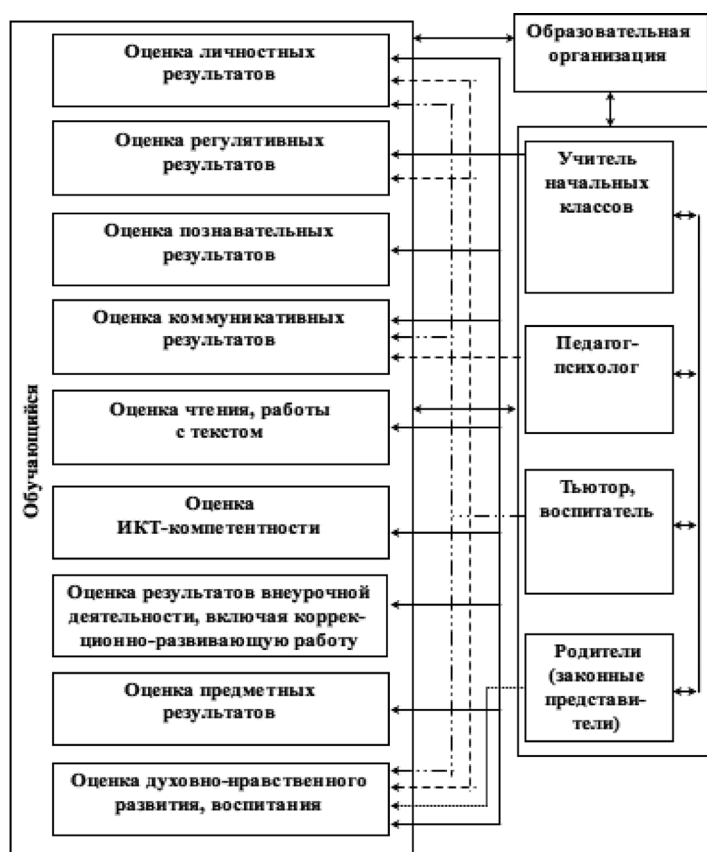 Обучающийся
Оценка личностных
результатов
Оценка регулятивных
результатов
Оценка познавательных
результатов
Оценка коммуникативных
результатов
Оценка чтения, работы
с текстом
Оценка
ИКТ-компетентности
Оценка результатов внеурочной
деятельности, включая коррек-
ционно-развивающую работу
Оценка предметных
результатов
Оценка духовно-нравственного
развития, воспитания
Образовательная
организация
Учитель
начальных
классов
Педагог-
психолог
Тьютор,
воспитатель
Родители
(законные
представи-
тели)